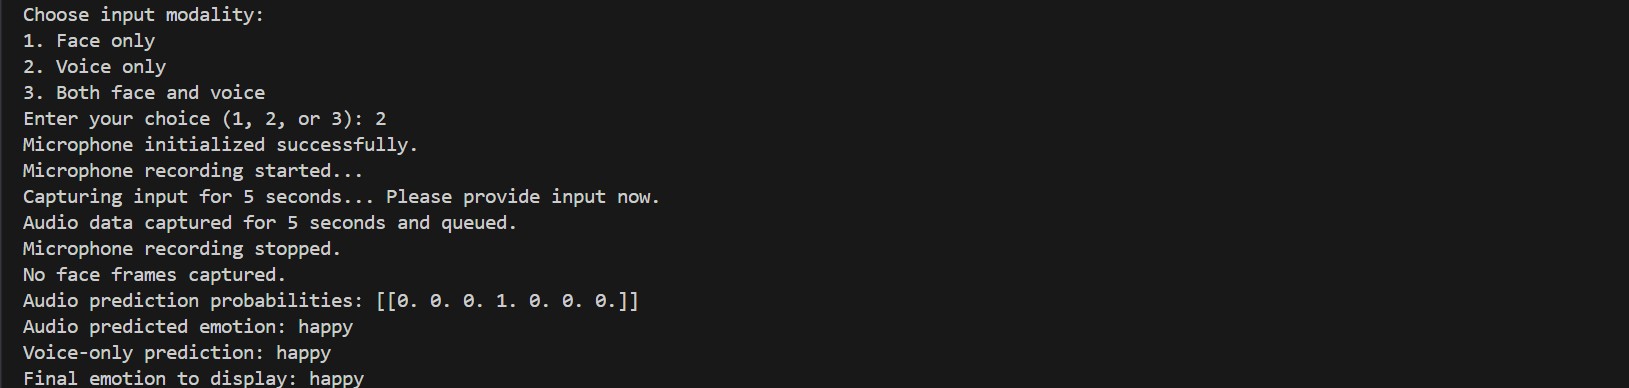 Choose input modality:
1. Face only
2. Voice only
3. Both face and voice
Enter your choice (1, 2, or 3): 2
Microphone initialized successfully.
Microphone recording started...
Capturing input for 5 seconds... Please provide input now.
Audio data captured for 5 seconds and queued.
Microphone recording stopped.
No face frames captured.
Audio prediction probabilities: [[0. 0. 0. 1. 0. 0. 0.]]
Audio predicted emotion: happy
Voice-only prediction: happy
Final emotion to display: happy